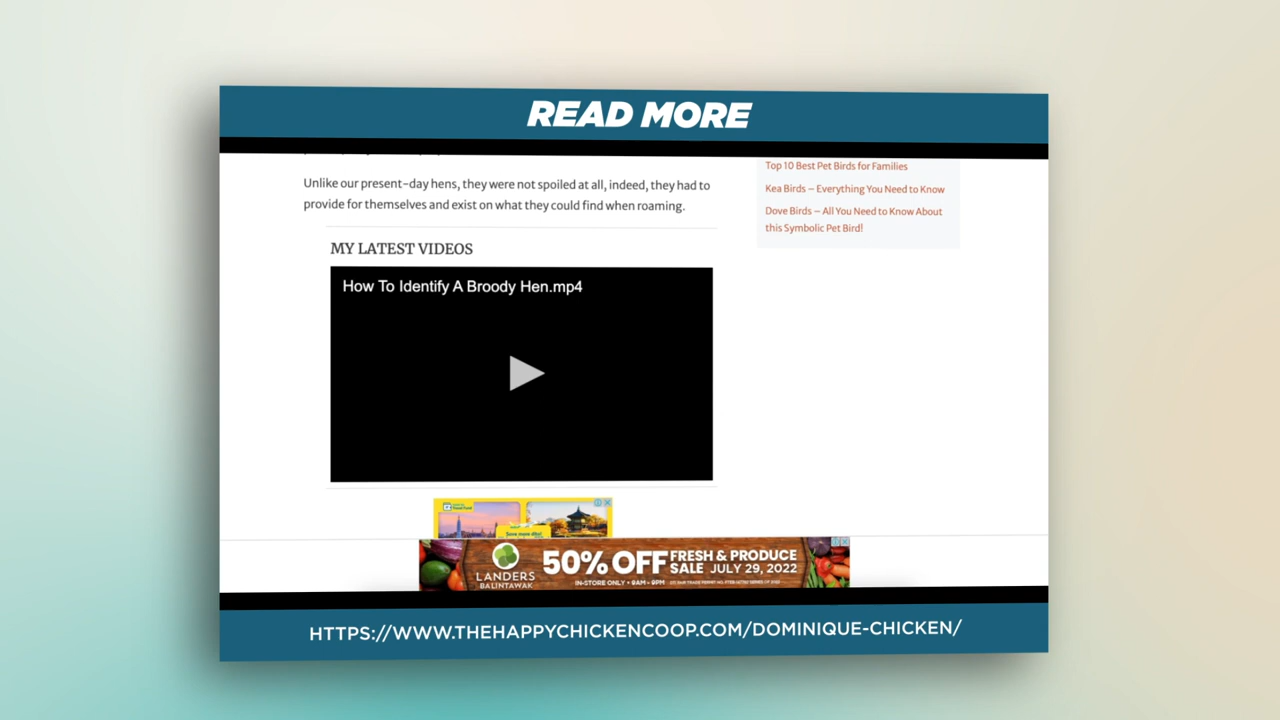 READ MORE
Unlike our present-day hens, they were not spoiled at all, indeed, they had to
provide for themselves and exist on what they could find when roaming.
MY LATEST VIDEOS
How To Identify A Broody Hen.mp4
Top 10 Best Pet Birds for Families
Kea Birds – Everything You Need to Know
Dove Birds – All You Need to Know About
this Symbolic Pet Bird!
LANDERS
BALINTAWAK
50% OFF
FRESH & PRODUCE
SALE JULY 29, 2022
IN-STORE ONLY • 9AM - 9PM
HTTPS://WWW.THEHAPPYCHICKENCOOP.COM/DOMINIQUE-CHICKEN/